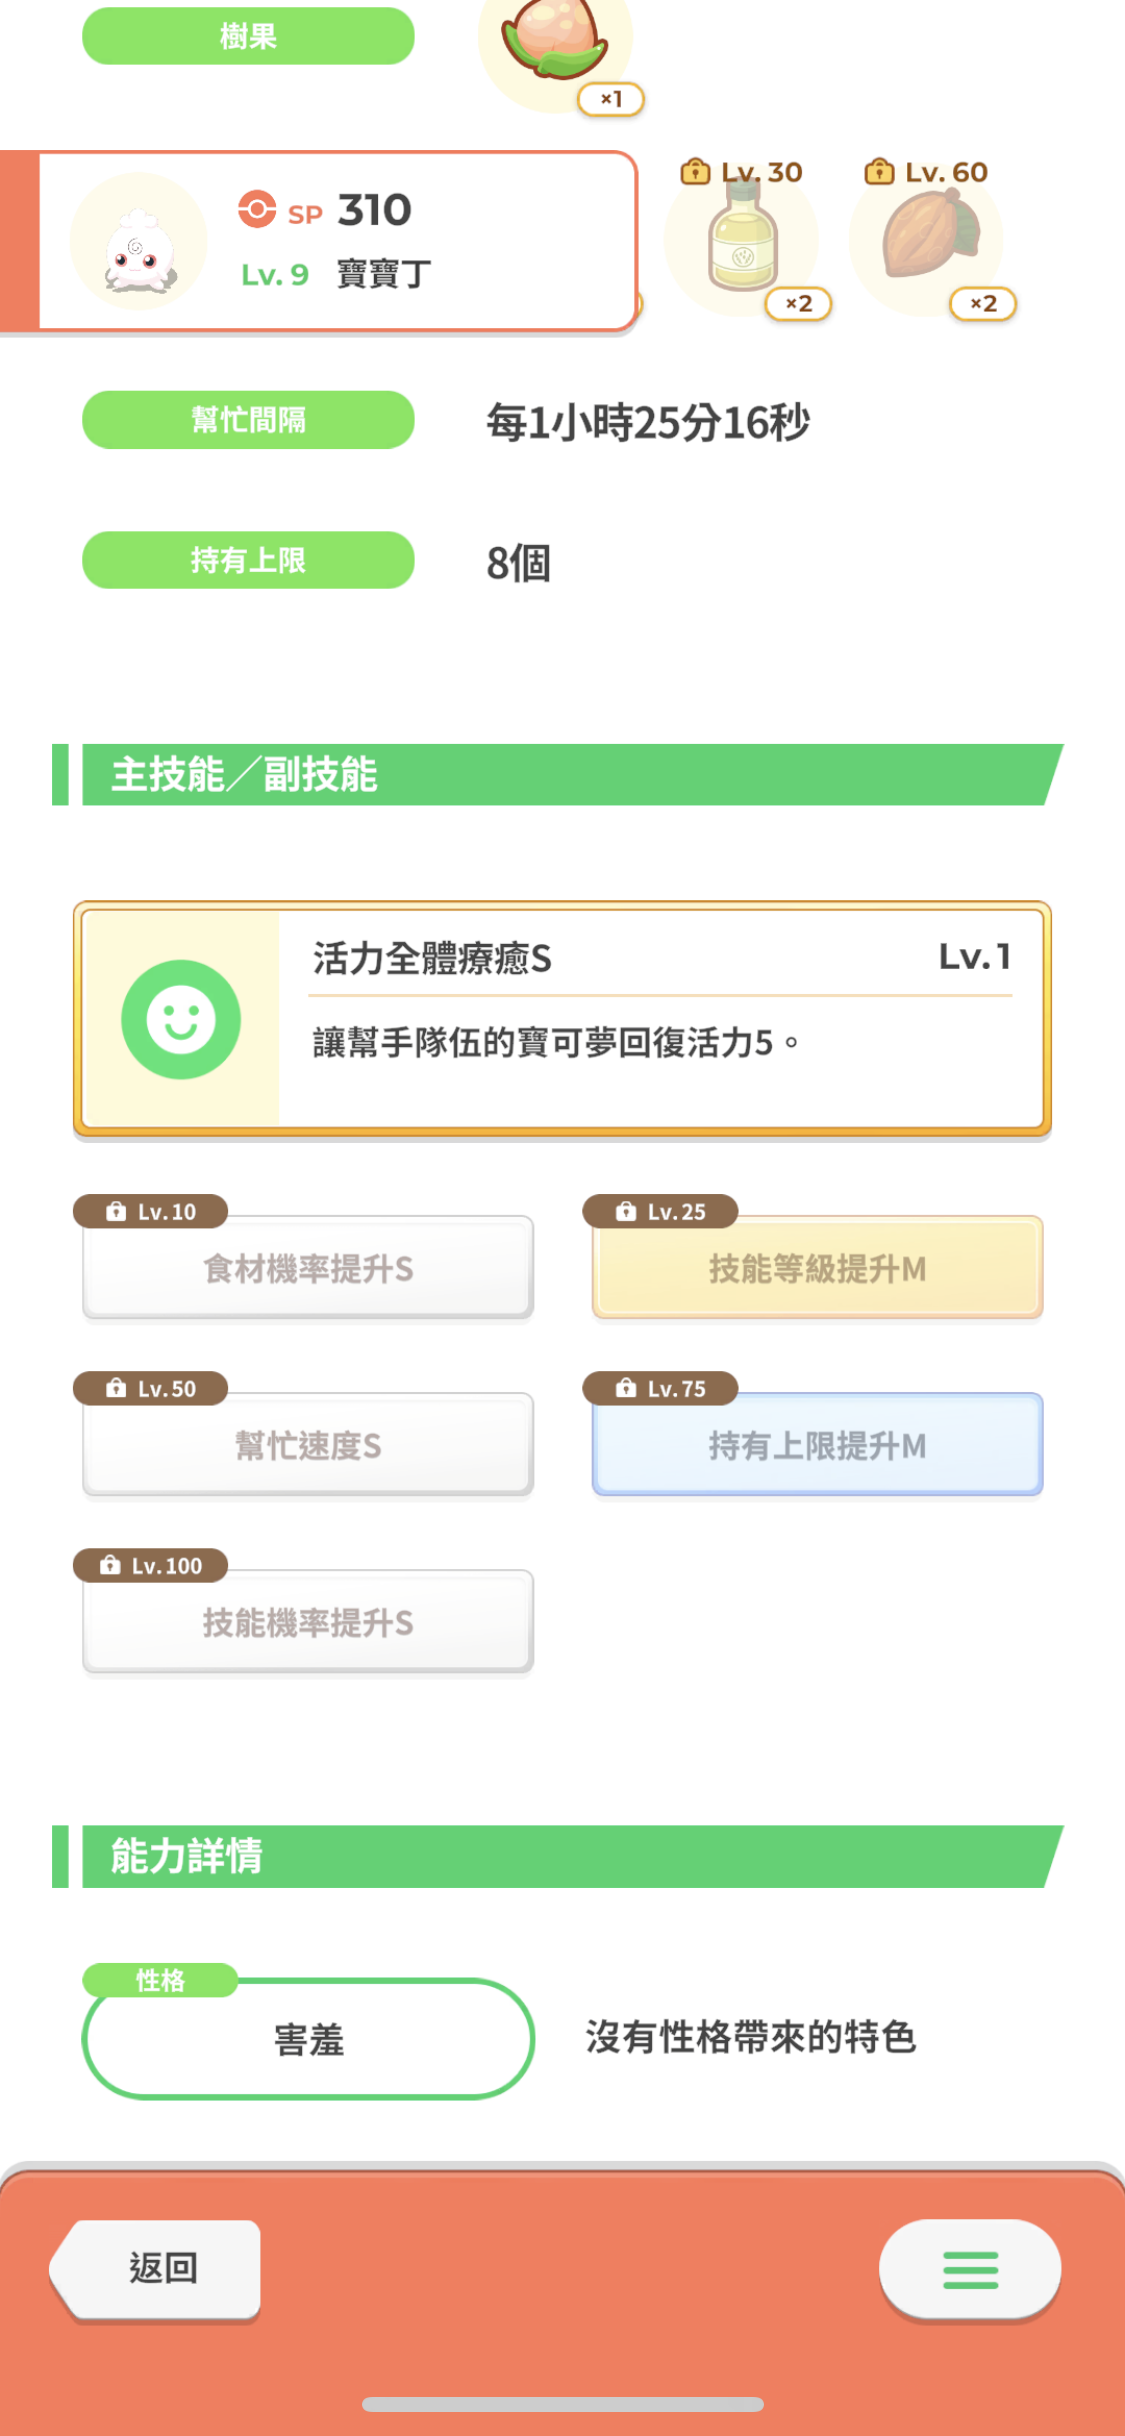 樹果
×1
SP 310
Lv. 9 寶寶丁
Lv. 30
×2
Lv. 60
×2
幫忙間隔
每1小時25分16秒
持有上限
8個
主技能／副技能
活力全體療癒S
Lv. 1
讓幫手隊伍的寶可夢回復活力5。
Lv. 10
食材機率提升S
Lv. 25
技能等級提升M
Lv. 50
幫忙速度S
Lv. 75
持有上限提升M
Lv. 100
技能機率提升S
能力詳情
性格
害羞
沒有性格帶來的特色
返回